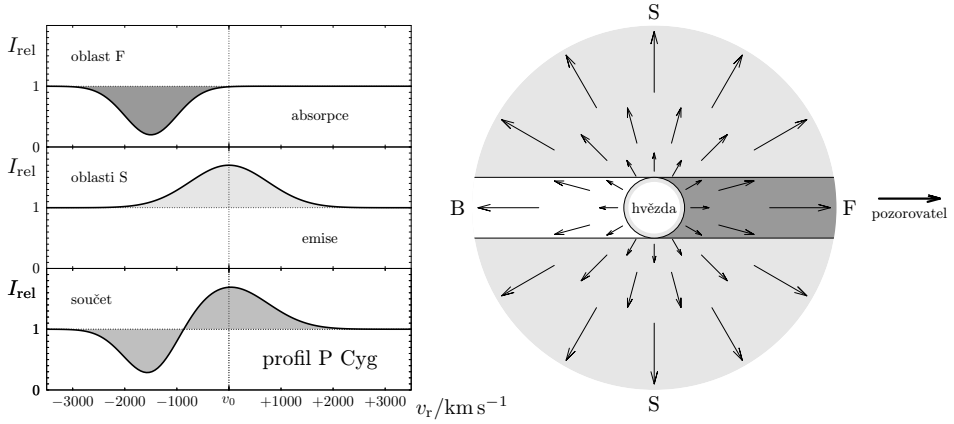 I_rel
oblast F
1
absorpce
0
I_rel
oblasti S
1
emise
0
I_rel
součet
1
profil P Cyg
0
−3000 −2000 −1000 v₀ +1000 +2000 +3000 v_r/km s⁻¹
S
B
hvězda
F
pozorovatel
S